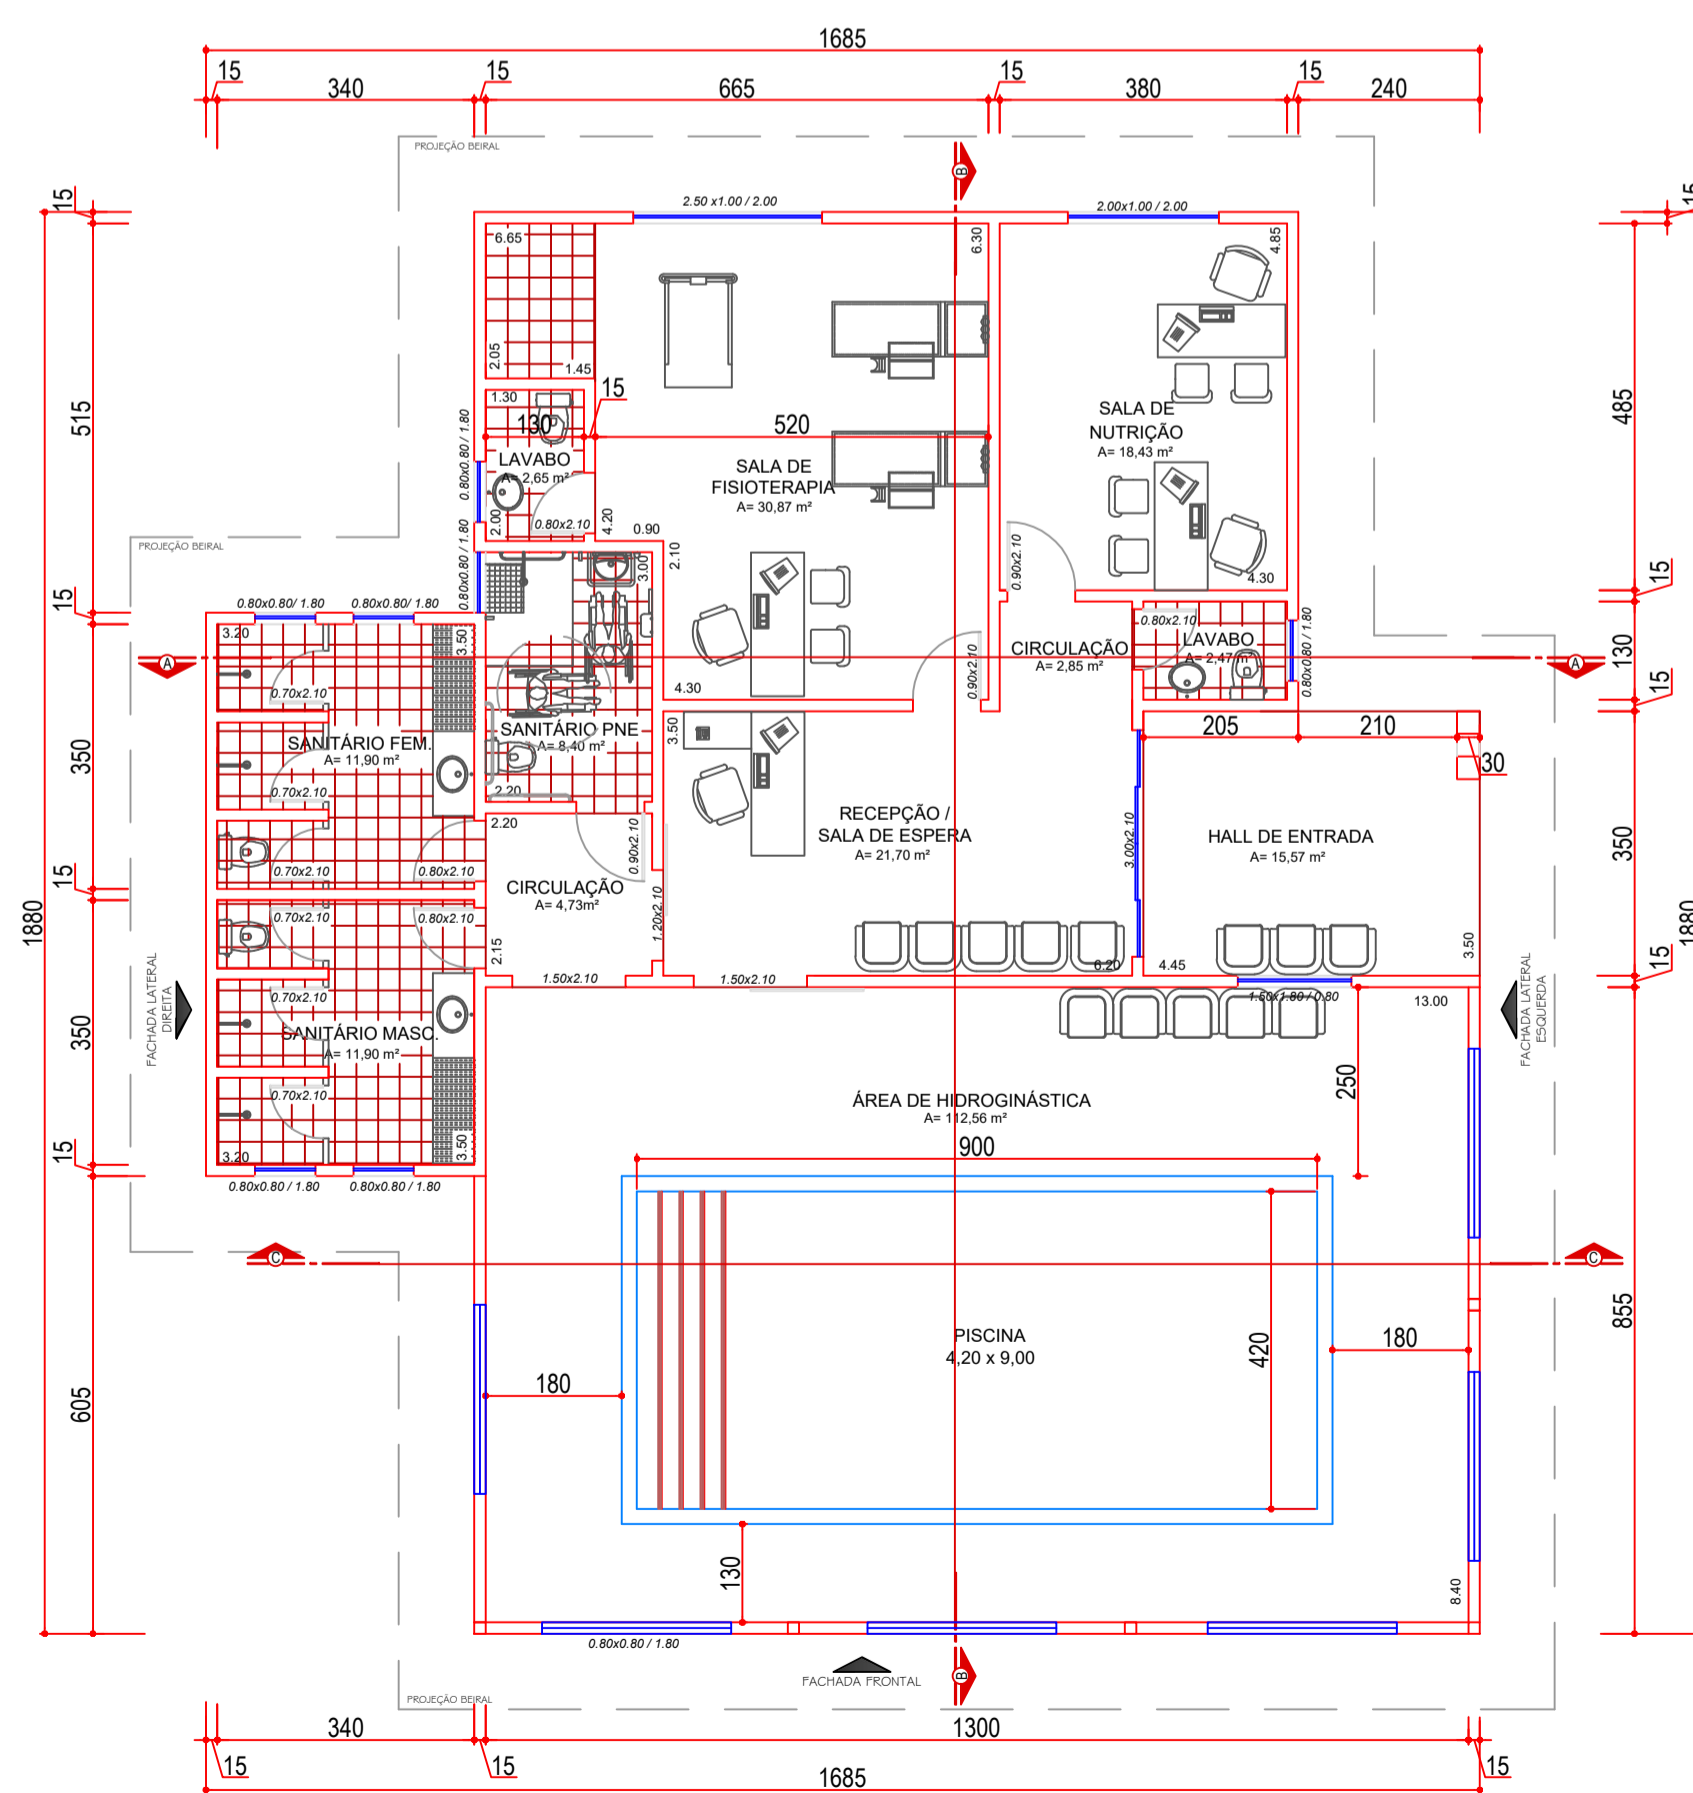 1685
15
15
15
15
340
665
380
240
PROJEÇÃO BEIRAL
B
15
15
2.50 x1.00 / 2.00
2.00x1.00 / 2.00
6.65
6.30
4.85
2.05
1.45
15
1.30
130
520
515
485
0.80x0.80 / 1.80
LAVABO
A= 2,65 m²
SALA DE
FISIOTERAPIA
A= 30,87 m²
SALA DE
NUTRIÇÃO
A= 18,43 m²
2.00
0.80x2.10
4.20
0.90
2.10
3.00
0.90x2.10
4.30
PROJEÇÃO BEIRAL
0.80x0.80 / 1.80
15
15
0.80x0.80/ 1.80
0.80x0.80/ 1.80
3.20
3.50
0.80x2.10
LAVABO
A= 2,47 m
0.80x0.80 / 1.80
CIRCULAÇÃO
A= 2,85 m²
130
A
A
0.70x2.10
4.30
0.90x2.10
15
3.50
SANITÁRIO PNE
A= 8,40 m²
2.20
SANITÁRIO FEM.
A= 11,90 m²
0.70x2.10
350
205
210
30
2.20
0.90x2.10
RECEPÇÃO /
SALA DE ESPERA
A= 21,70 m²
3.00x2.10
HALL DE ENTRADA
A= 15,57 m²
350
0.70x2.10
0.80x2.10
CIRCULAÇÃO
A= 4,73m²
15
1880
1880
0.70x2.10
0.80x2.10
1.20x2.10
2.15
6.20
4.45
3.50
15
1.50x2.10
1.50x2.10
1.50x1.80 / 0.80
13.00
FACHADA LATERAL
DIREITA
FACHADA LATERAL
ESQUERDA
0.70x2.10
SANITÁRIO MASC.
A= 11,90 m²
350
0.70x2.10
3.50
3.20
15
0.80x0.80 / 1.80
0.80x0.80 / 1.80
250
ÁREA DE HIDROGINÁSTICA
A= 112,56 m²
900
C
C
PISCINA
4,20 x 9,00
420
180
180
855
605
130
8.40
0.80x0.80 / 1.80
FACHADA FRONTAL
B
PROJEÇÃO BEIRAL
340
1300
15
15
15
1685